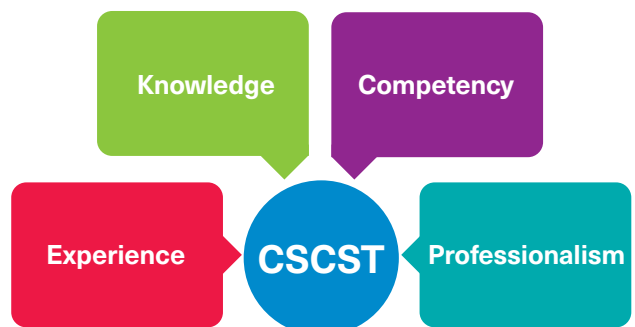 Knowledge
Competency
Experience
CSCST
Professionalism